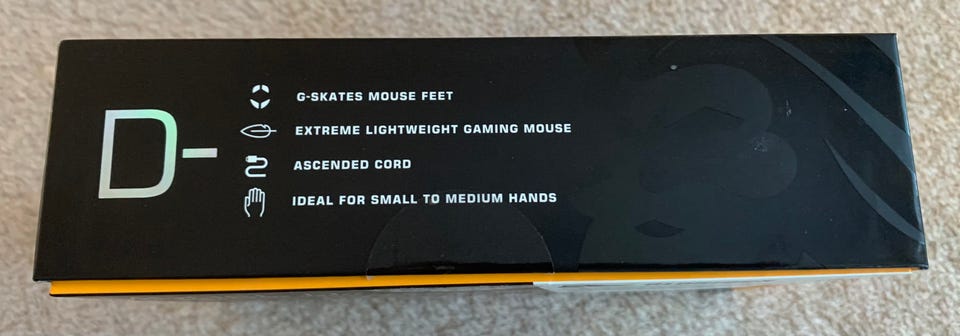 D-
G-SKATES MOUSE FEET
EXTREME LIGHTWEIGHT GAMING MOUSE
ASCENDED CORD
IDEAL FOR SMALL TO MEDIUM HANDS